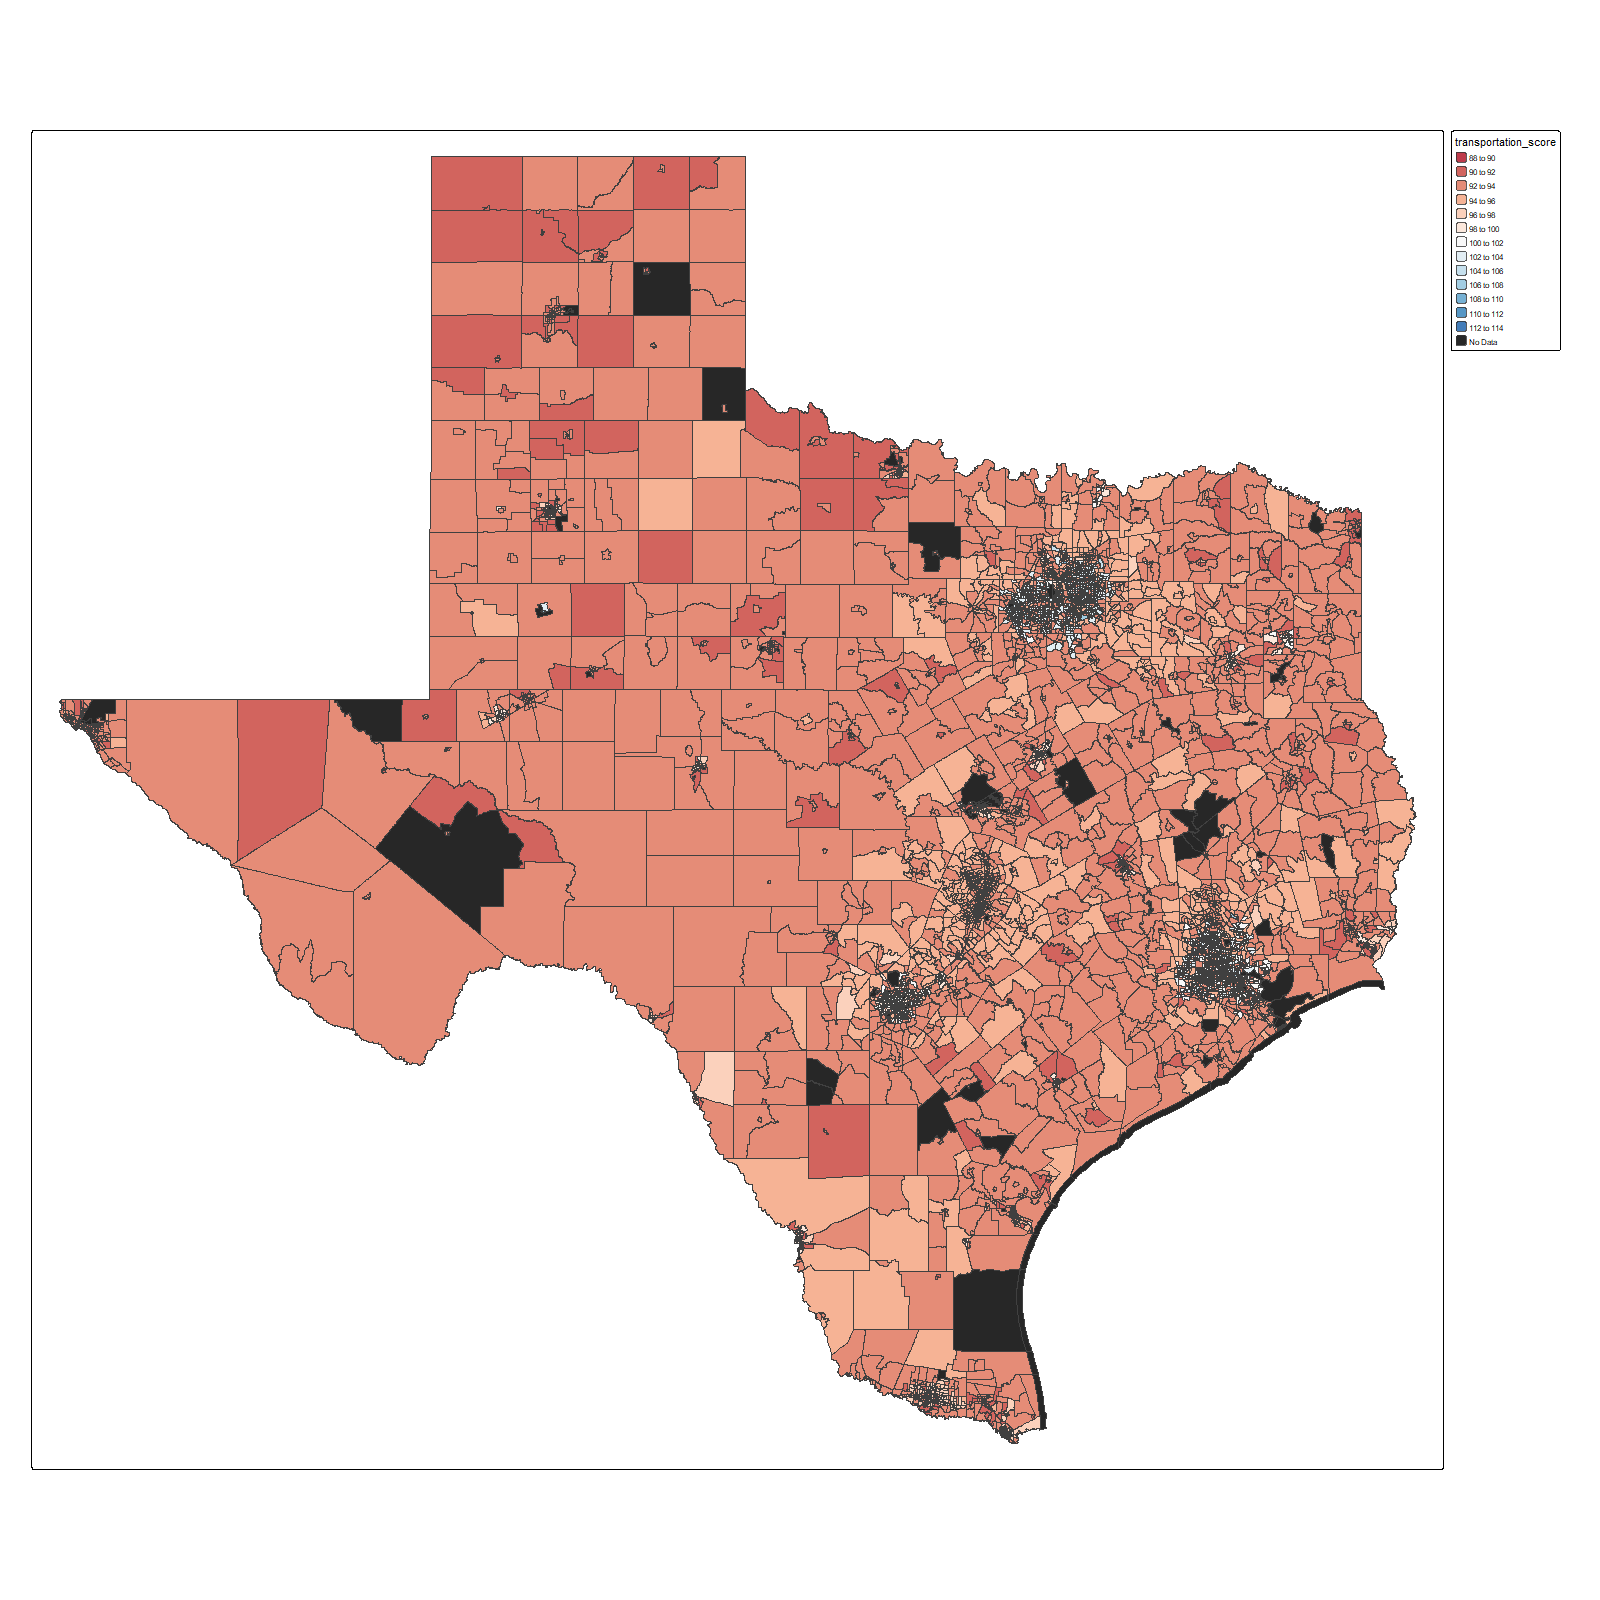 transportation_score
88 to 90
90 to 92
92 to 94
94 to 96
96 to 98
98 to 100
100 to 102
102 to 104
104 to 106
106 to 108
108 to 110
110 to 112
112 to 114
No Data